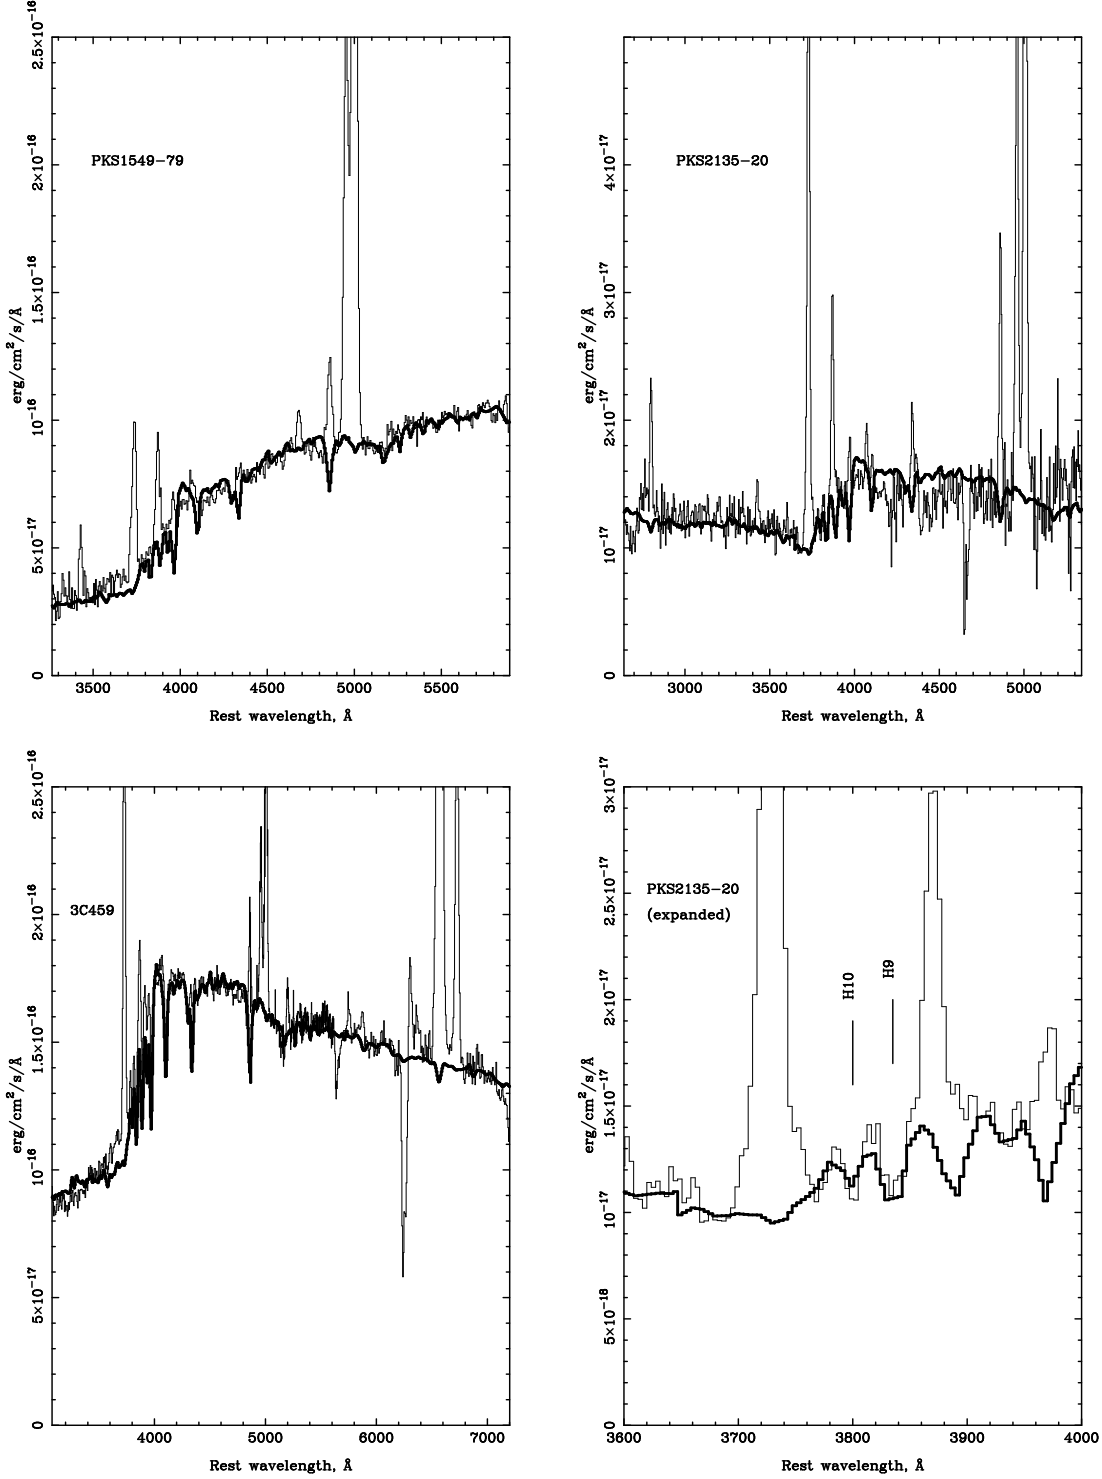 2.5×10⁻¹⁶
2×10⁻¹⁶
1.5×10⁻¹⁶
10⁻¹⁶
5×10⁻¹⁷
0
erg/cm²/s/Å
PKS1549−79
3500 4000 4500 5000 5500
Rest wavelength, Å
4×10⁻¹⁷
3×10⁻¹⁷
2×10⁻¹⁷
10⁻¹⁷
0
erg/cm²/s/Å
PKS2135−20
3000 3500 4000 4500 5000
Rest wavelength, Å
2.5×10⁻¹⁶
2×10⁻¹⁶
1.5×10⁻¹⁶
10⁻¹⁶
5×10⁻¹⁷
0
erg/cm²/s/Å
3C459
4000 5000 6000 7000
Rest wavelength, Å
3×10⁻¹⁷
2.5×10⁻¹⁷
2×10⁻¹⁷
1.5×10⁻¹⁷
10⁻¹⁷
5×10⁻¹⁸
0
erg/cm²/s/Å
PKS2135−20
(expanded)
H10
H9
3600 3700 3800 3900 4000
Rest wavelength, Å